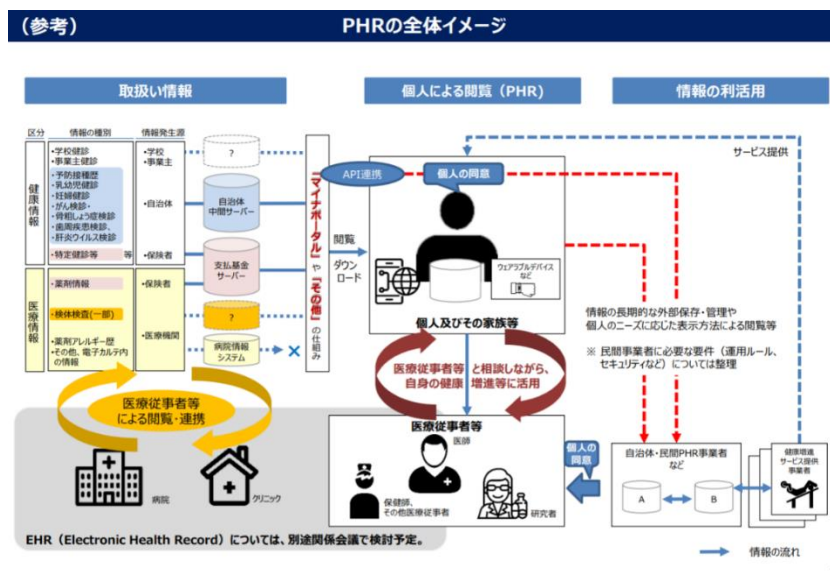 （参考）
PHRの全体イメージ
取扱い情報
個人による閲覧（PHR)
情報の利活用
区分
情報の種別
情報発生源
健康情報
・学校健診
・事業主健診
・予防接種歴
・乳幼児健診
・妊婦健診
・がん検診・
・骨粗しょう症検診
・歯周疾患検診、
・肝炎ウイルス検診
・特定健診等
等
・学校
・事業主
・自治体
・保険者
？
自治体
中間サーバー
支払基金
サーバー
医療情報
・薬剤情報
・検体検査(一部)
・薬剤アレルギー歴
・その他、電子カルテ内
の情報
・保険者
・医療機関
？
病院情報
システム
×
「マイナポータル」や「その他」の仕組み
API連携
個人の同意
閲覧
ダウン
ロード
ウェアラブルデバイス
など
個人及びその家族等
サービス提供
情報の長期的な外部保存・管理や
個人のニーズに応じた表示方法による閲覧等
※ 民間事業者に必要な要件（運用ルール、
セキュリティなど）については整理
医療従事者等と相談しながら、
自身の健康増進等に活用
医療従事者等
による閲覧・連携
病院
クリニック
医療従事者等
医師
保健師、
その他医療従事者
研究者
個人の
同意
自治体・民間PHR事業者
など
A
B
健康増進
サービス提供
事業者
EHR（Electronic Health Record）については、別途関係会議で検討予定。
情報の流れ